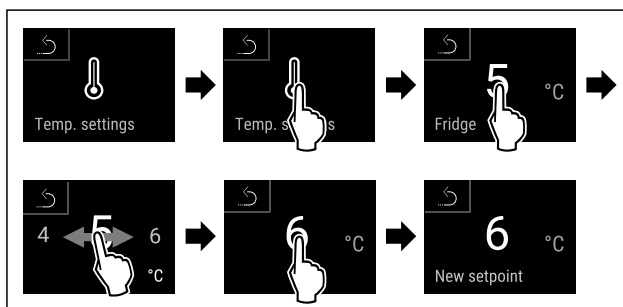 Temp. settings
Temp. s s
5 °C
Fridge
4 5 6
°C
6 °C
6 °C
New setpoint